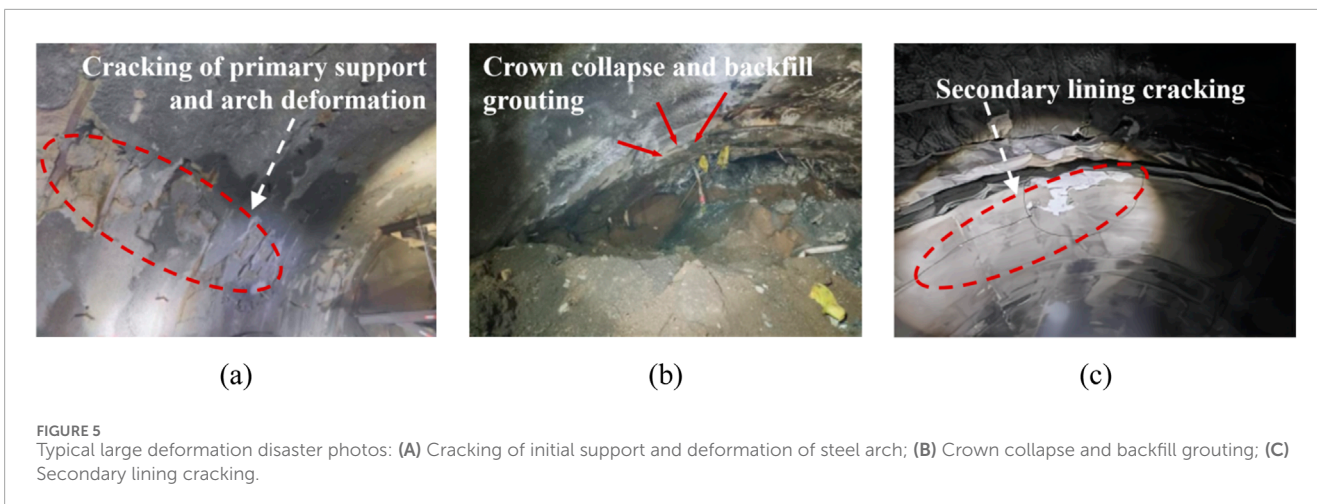 Cracking of primary support
and arch deformation
Crown collapse and backfill
grouting
Secondary lining cracking
(a)
(b)
(c)
FIGURE 5
Typical large deformation disaster photos: (A) Cracking of initial support and deformation of steel arch; (B) Crown collapse and backfill grouting; (C)
Secondary lining cracking.